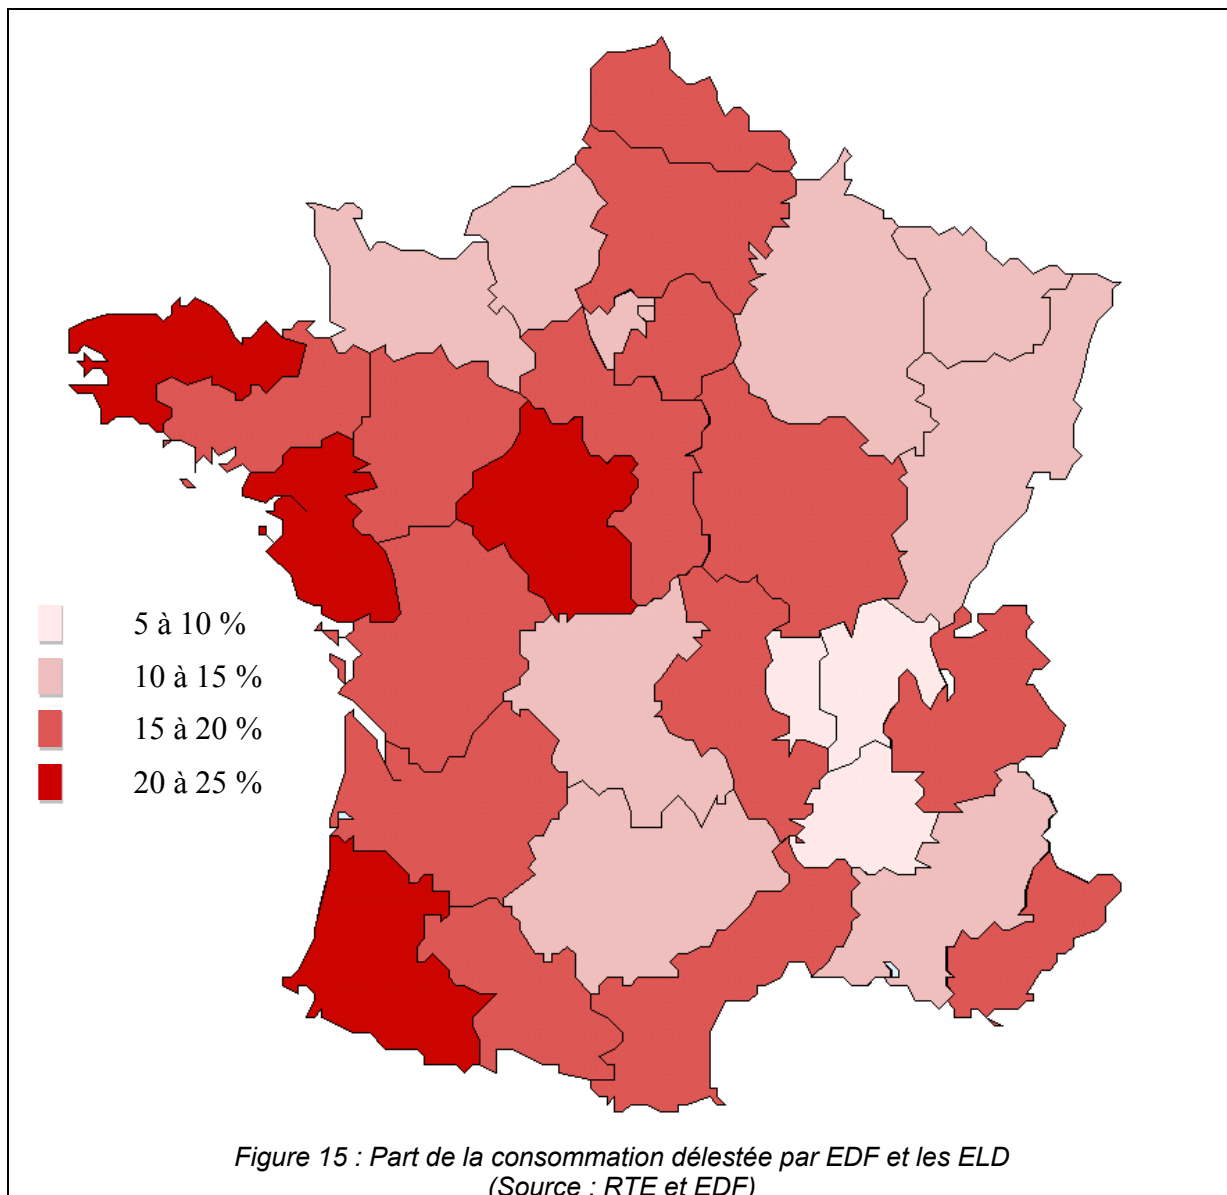 5 à 10 %
10 à 15 %
15 à 20 %
20 à 25 %
Figure 15 : Part de la consommation délestée par EDF et les ELD
(Source : RTE et EDF)